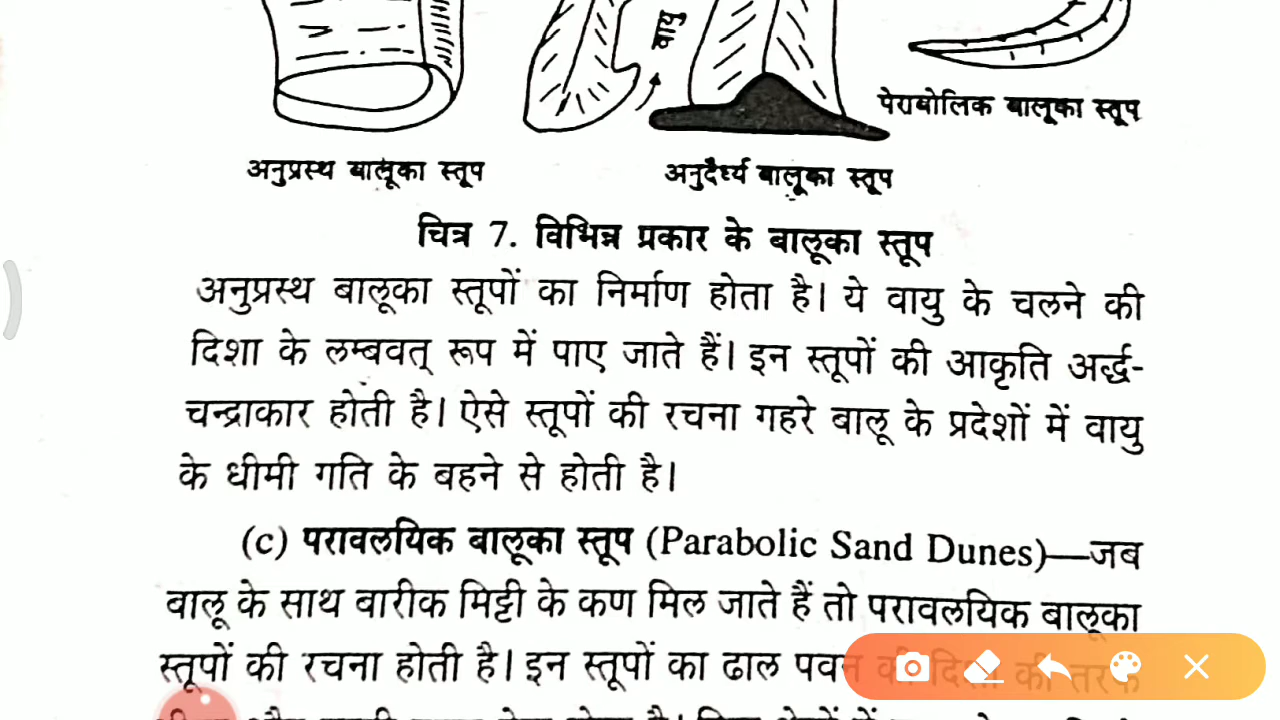 वायु
पेराबोलिक बालूका स्तूप
अनुप्रस्थ बालूका स्तूप
अनुदैर्ध्य बालूका स्तूप
चित्र 7. विभिन्न प्रकार के बालूका स्तूप
अनुप्रस्थ बालूका स्तूपों का निर्माण होता है। ये वायु के चलने की
दिशा के लम्बवत् रूप में पाए जाते हैं। इन स्तूपों की आकृति अर्द्ध-
चन्द्राकार होती है। ऐसे स्तूपों की रचना गहरे बालू के प्रदेशों में वायु
के धीमी गति के बहने से होती है।
(c) परावलयिक बालूका स्तूप (Parabolic Sand Dunes)—जब
बालू के साथ बारीक मिट्टी के कण मिल जाते हैं तो परावलयिक बालूका
स्तूपों की रचना होती है। इन स्तूपों का ढाल पवन की दिशा की तरफ